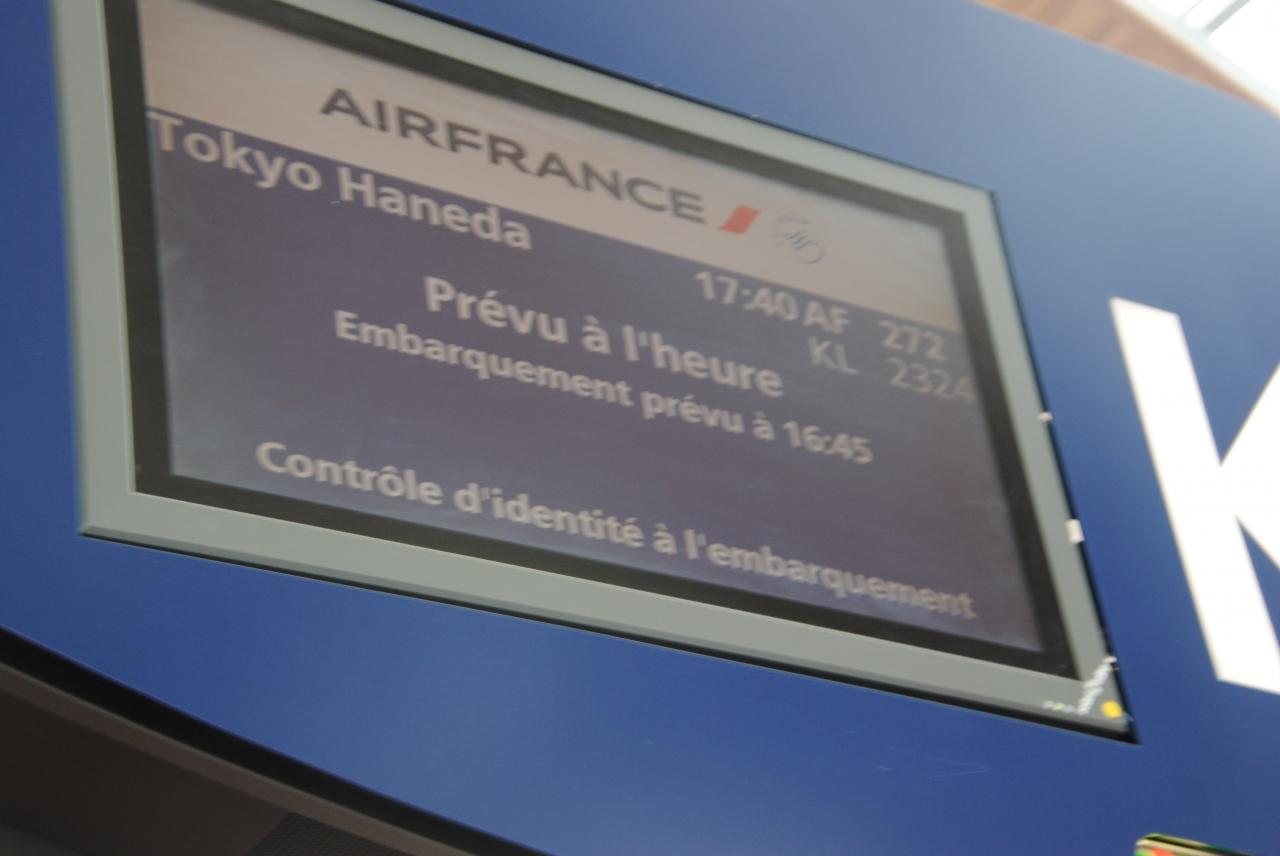 AIRFRANCE
Tokyo Haneda
17:40 AF 272
KL 2324
Prévu à l'heure
Embarquement prévu à 16:45
Contrôle d'identité à l'embarquement
K